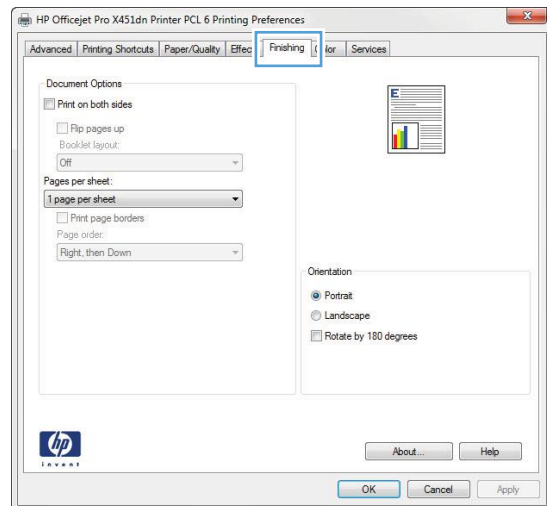 HP Officejet Pro X451dn Printer PCL 6 Printing Preferences
Advanced Printing Shortcuts Paper/Quality Finishing Services
Document Options
Print on both sides
Flip pages up
Booklet layout:
Off
Pages per sheet:
1 page per sheet
Print page borders
Page order:
Right, then Down
E
Orientation
Portrait
Landscape
Rotate by 180 degrees
hp
invent
About... Help
OK Cancel Apply